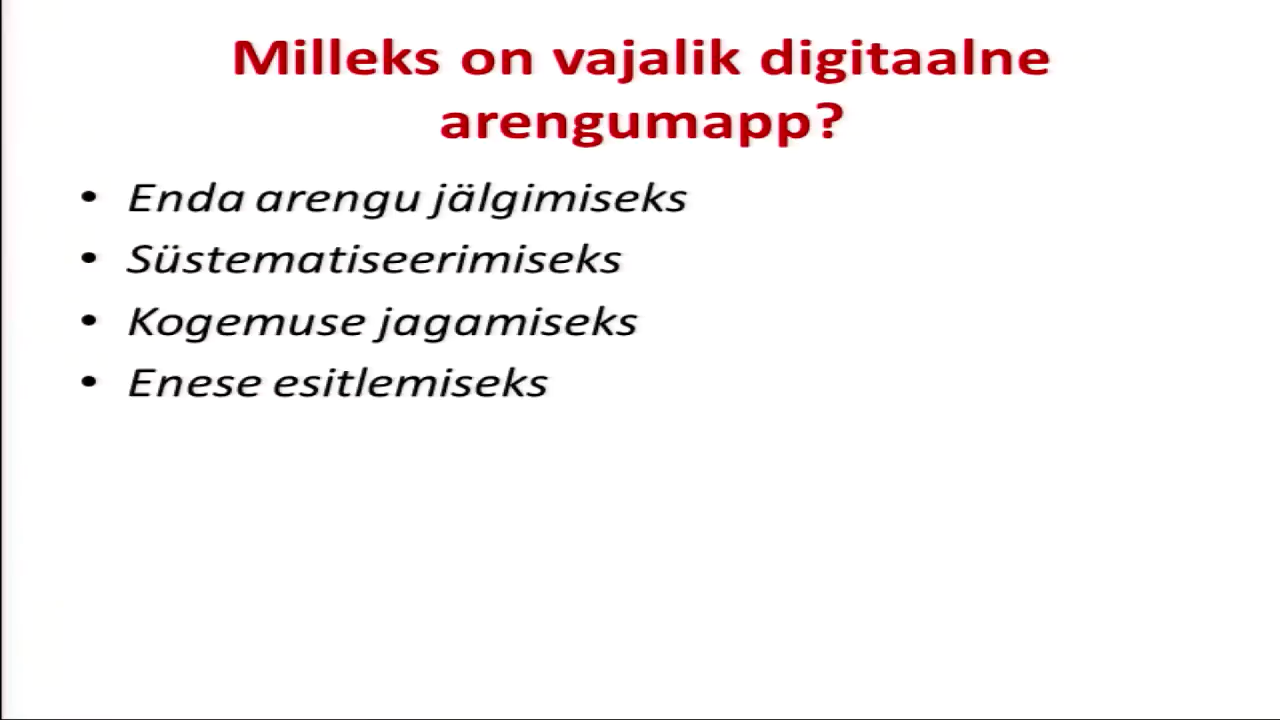 Milleks on vajalik digitaalne
arengumapp?
• Enda arengu jälgimiseks
• Süstematiseerimiseks
• Kogemuse jagamiseks
• Enese esitlemiseks